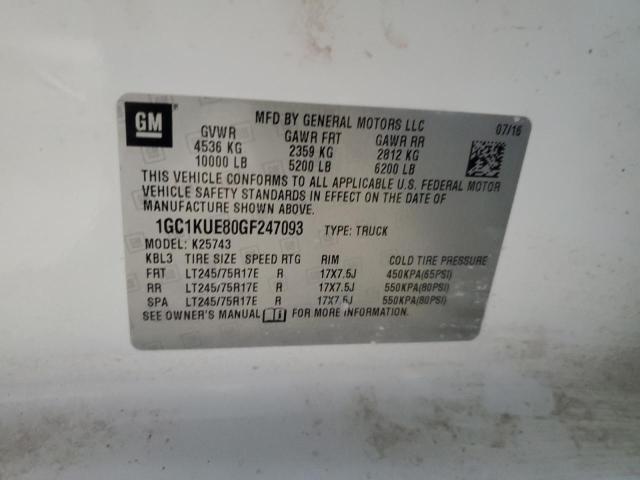 GM
MFD BY GENERAL MOTORS LLC 07/16
GVWR GAWR FRT GAWR RR
4536 KG 2359 KG 2812 KG
10000 LB 5200 LB 6200 LB
THIS VEHICLE CONFORMS TO ALL APPLICABLE U.S. FEDERAL MOTOR
VEHICLE SAFETY STANDARDS IN EFFECT ON THE DATE OF
MANUFACTURE SHOWN ABOVE.
1GC1KUE80GF247093 TYPE: TRUCK
MODEL: K25743
KBL3 TIRE SIZE SPEED RTG RIM COLD TIRE PRESSURE
FRT LT245/75R17E R 17X7.5J 450KPA(65PSI)
RR LT245/75R17E R 17X7.5J 550KPA(80PSI)
SPA LT245/75R17E R 17X7.5J 550KPA(80PSI)
SEE OWNER'S MANUAL FOR MORE INFORMATION.